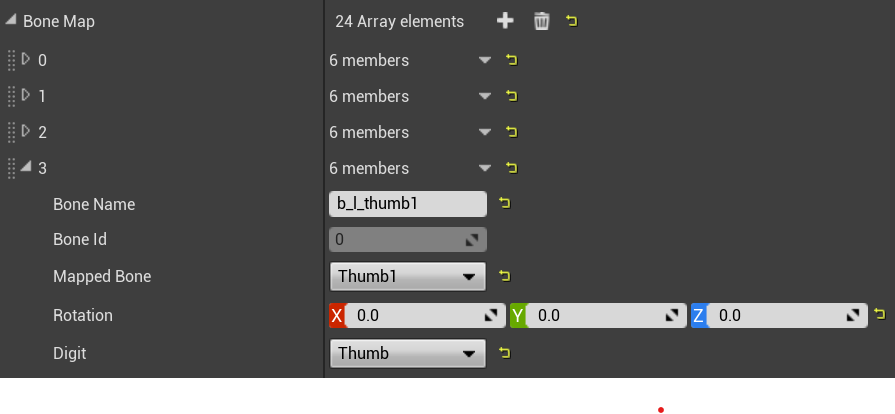 Bone Map 24 Array elements
0 6 members
1 6 members
2 6 members
3 6 members
Bone Name b_l_thumb1
Bone Id 0
Mapped Bone Thumb1
Rotation X 0.0 Y 0.0 Z 0.0
Digit Thumb